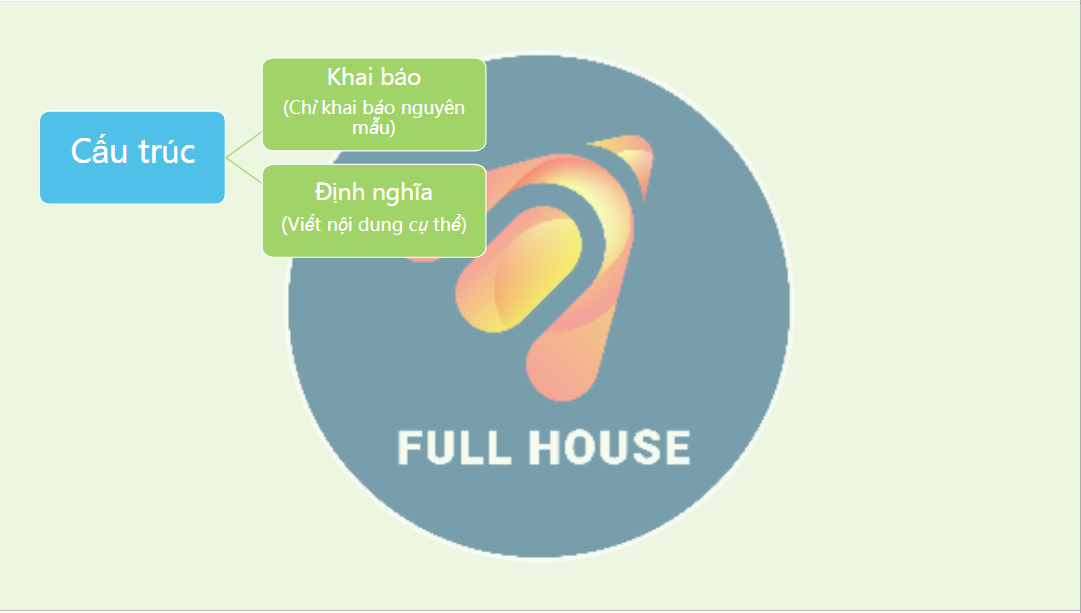 Cấu trúc
Khai báo
(Chỉ khai báo nguyên
mẫu)
Định nghĩa
(Viết nội dung cụ thể)
FULL HOUSE